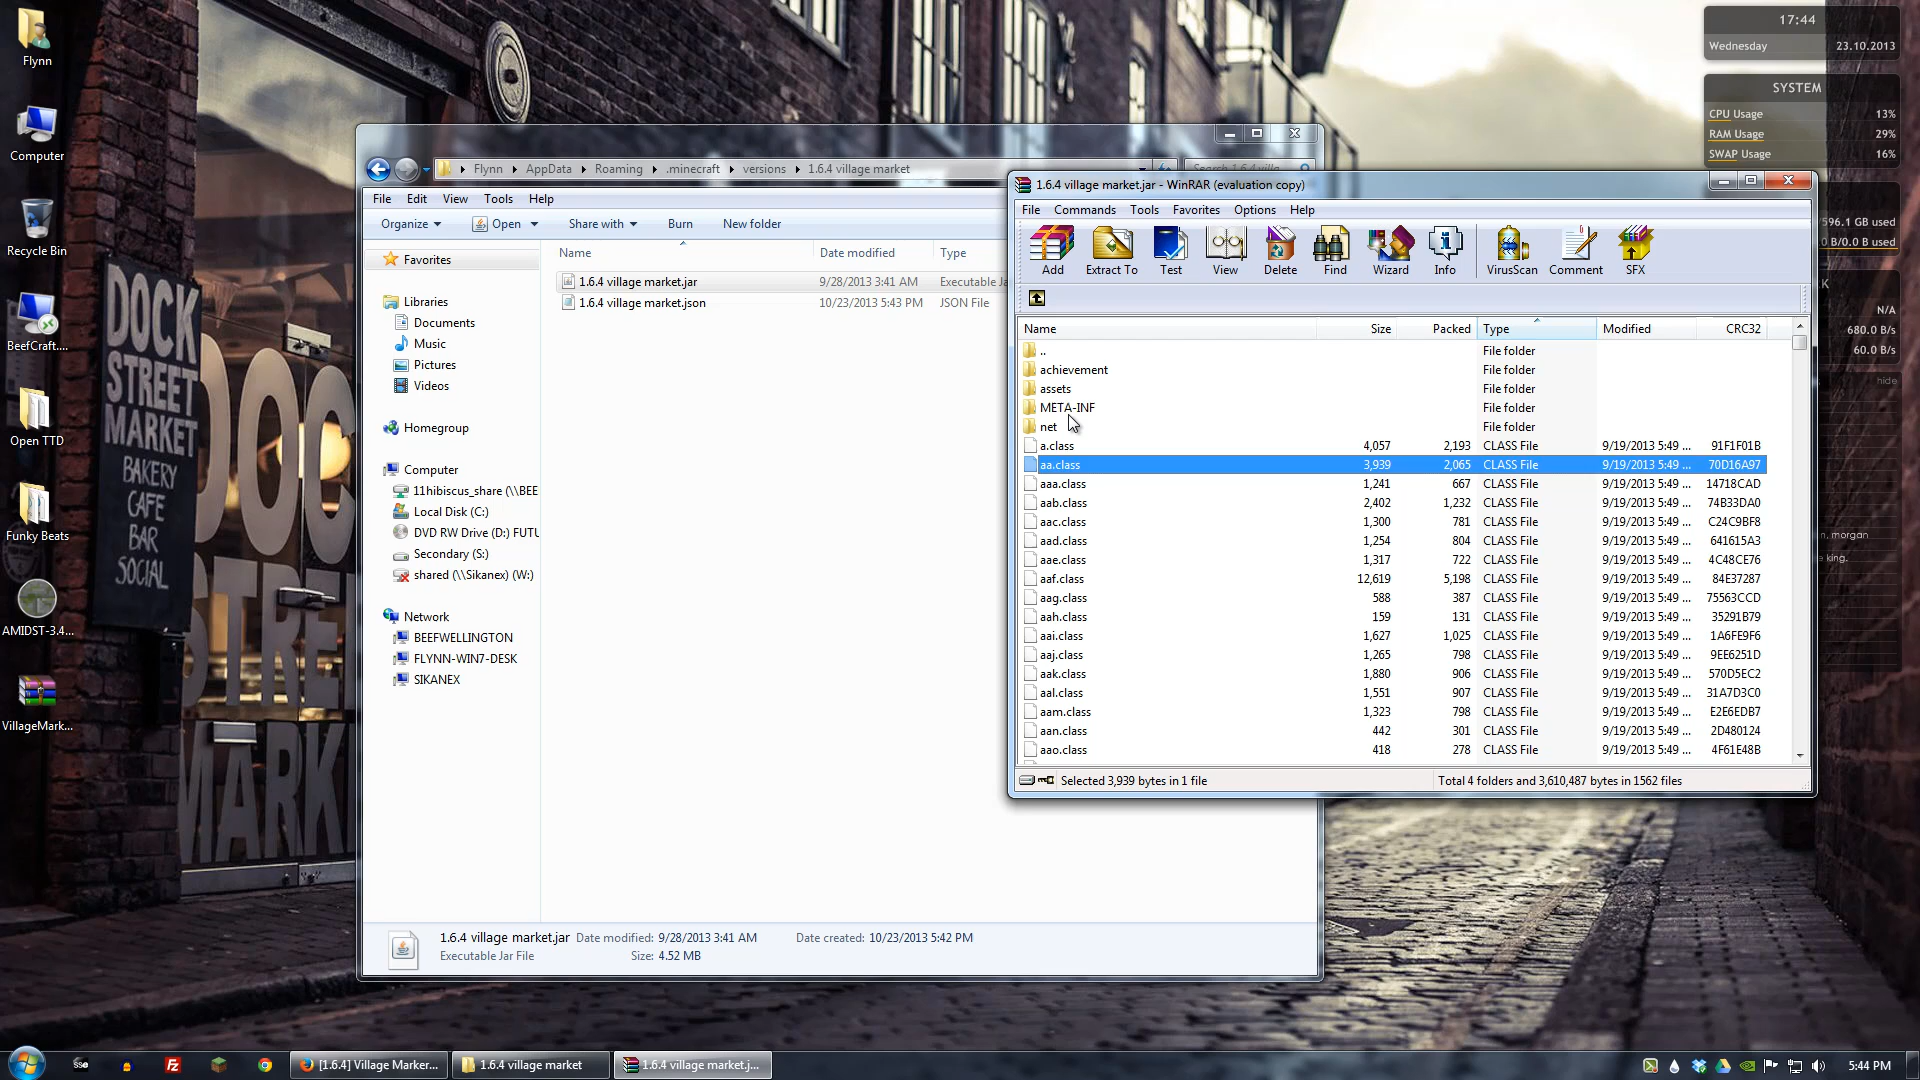 Flynn
Computer
Recycle Bin
BeefCraft....
Open TTD
Funky Beats
AMIDST-3.4...
VillageMark...
DOCK
STREET
MARKET
BAKERY
CAFE
BAR
SOCIAL
17:44
Wednesday 23.10.2013
SYSTEM
CPU Usage 13%
RAM Usage 29%
SWAP Usage 16%
/596.1 GB used
0 B/0.0 B used
K
N/A
680.0 B/s
60.0 B/s
hide
n, morgan
king.
Flynn AppData Roaming .minecraft versions 1.6.4 village market
Search 1.6.4 villa...
File Edit View Tools Help
Organize Open Share with Burn New folder
Name Date modified Type
1.6.4 village market.jar 9/28/2013 3:41 AM Executable Ja
1.6.4 village market.json 10/23/2013 5:43 PM JSON File
Favorites
Libraries
Documents
Music
Pictures
Videos
Homegroup
Computer
11hibiscus_share (\\BEE
Local Disk (C:)
DVD RW Drive (D:) FUTU
Secondary (S:)
shared (\\Sikanex) (W:)
Network
BEEFWELLINGTON
FLYNN-WIN7-DESK
SIKANEX
1.6.4 village market.jar Date modified: 9/28/2013 3:41 AM Date created: 10/23/2013 5:42 PM
Executable Jar File Size: 4.52 MB
1.6.4 village market.jar - WinRAR (evaluation copy)
File Commands Tools Favorites Options Help
Add Extract To Test View Delete Find Wizard Info VirusScan Comment SFX
Name Size Packed Type Modified CRC32
.. File folder
achievement File folder
assets File folder
META-INF File folder
net File folder
a.class 4,057 2,193 CLASS File 9/19/2013 5:49 ... 91F1F01B
aa.class 3,939 2,065 CLASS File 9/19/2013 5:49 ... 70D16A97
aaa.class 1,241 667 CLASS File 9/19/2013 5:49 ... 14718CAD
aab.class 2,402 1,232 CLASS File 9/19/2013 5:49 ... 74B33DA0
aac.class 1,300 781 CLASS File 9/19/2013 5:49 ... C24C9BF8
aad.class 1,254 804 CLASS File 9/19/2013 5:49 ... 641615A3
aae.class 1,317 722 CLASS File 9/19/2013 5:49 ... 4C48CE76
aaf.class 12,619 5,198 CLASS File 9/19/2013 5:49 ... 84E37287
aag.class 588 387 CLASS File 9/19/2013 5:49 ... 75563CCD
aah.class 159 131 CLASS File 9/19/2013 5:49 ... 35291B79
aai.class 1,627 1,025 CLASS File 9/19/2013 5:49 ... 1A6FE9F6
aaj.class 1,265 798 CLASS File 9/19/2013 5:49 ... 9EE6251D
aak.class 1,880 906 CLASS File 9/19/2013 5:49 ... 570D5EC2
aal.class 1,551 907 CLASS File 9/19/2013 5:49 ... 31A7D3C0
aam.class 1,323 798 CLASS File 9/19/2013 5:49 ... E2E6EDB7
aan.class 442 301 CLASS File 9/19/2013 5:49 ... 2D480124
aao.class 418 278 CLASS File 9/19/2013 5:49 ... 4F61E48B
Selected 3,939 bytes in 1 file Total 4 folders and 3,610,487 bytes in 1562 files
[1.6.4] Village Marker... 1.6.4 village market 1.6.4 village market.j...
5:44 PM